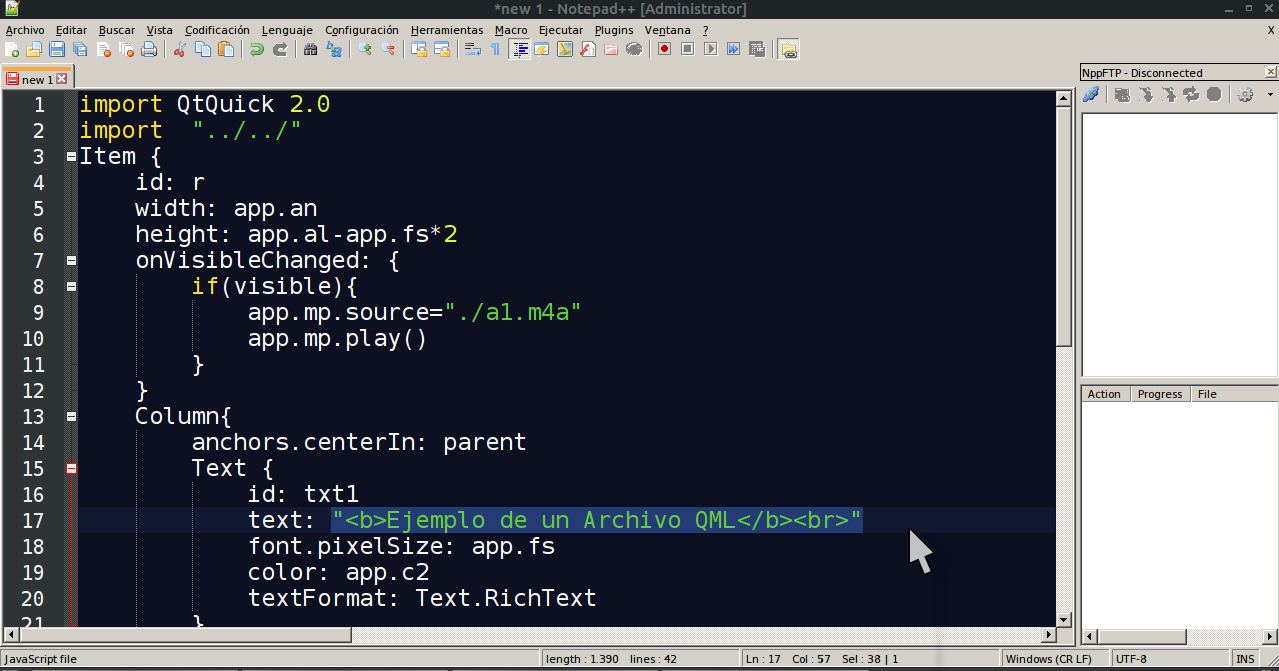 *new 1 - Notepad++ [Administrator]
Archivo Editar Buscar Vista Codificación Lenguaje Configuración Herramientas Macro Ejecutar Plugins Ventana ? X
new 1
NppFTP - Disconnected
1 import QtQuick 2.0
2 import  "../../"
3 Item {
4     id: r
5     width: app.an
6     height: app.al-app.fs*2
7     onVisibleChanged: {
8         if(visible){
9             app.mp.source="./a1.m4a"
10             app.mp.play()
11         }
12     }
13     Column{
14         anchors.centerIn: parent
15         Text {
16             id: txt1
17             text: "<b>Ejemplo de un Archivo QML</b><br>"
18             font.pixelSize: app.fs
19             color: app.c2
20             textFormat: Text.RichText
21         }
Action Progress File
JavaScript file length : 1.390 lines : 42 Ln : 17 Col : 57 Sel : 38 | 1 Windows (CR LF) UTF-8 INS